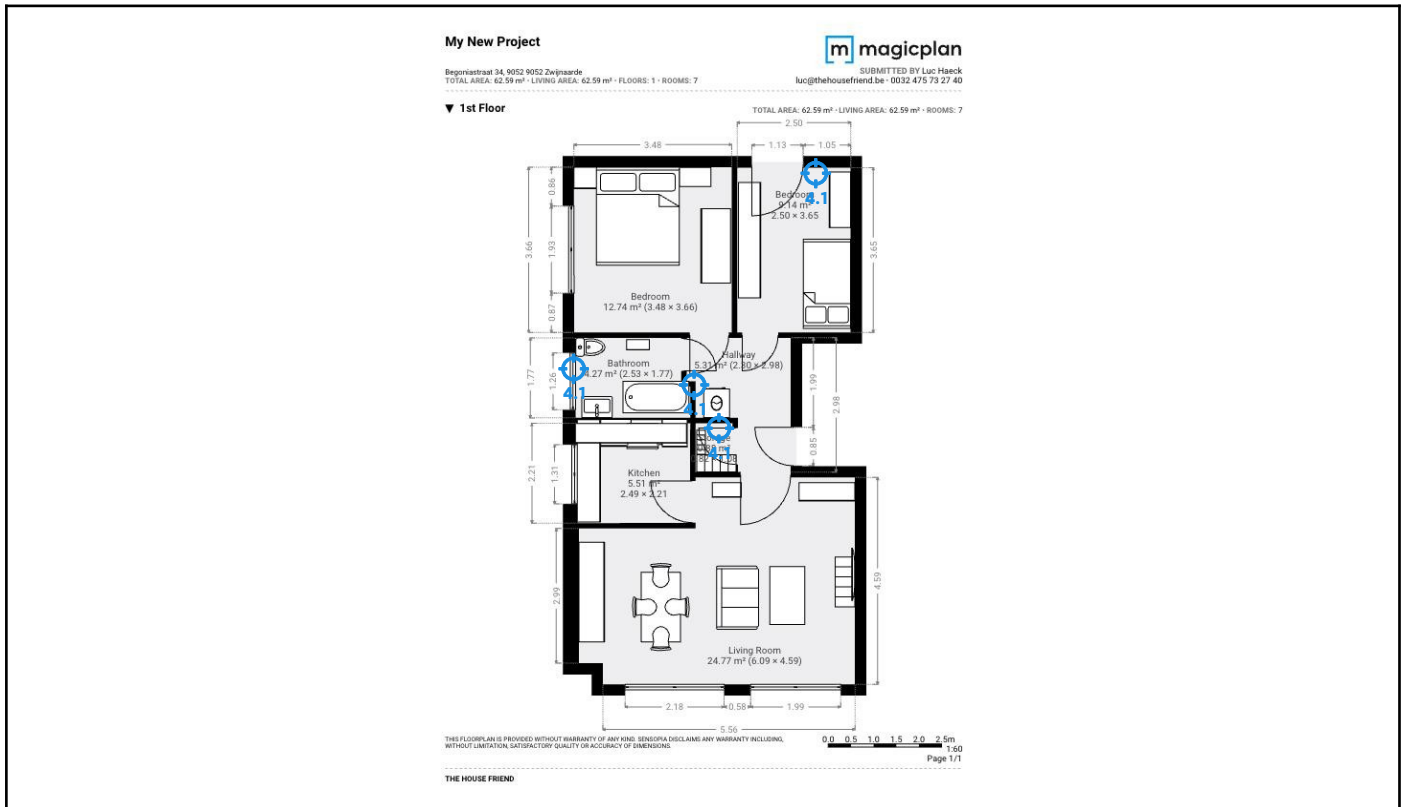 My New Project
magicplan
Begoniastraat 34, 9052 9052 Zwijnaarde
SUBMITTED BY Luc Haeck
TOTAL AREA: 62.59 m² · LIVING AREA: 62.59 m² · FLOORS: 1 · ROOMS: 7
luc@thehousefriend.be · 0032 475 73 27 40
▼ 1st Floor
TOTAL AREA: 62.59 m² · LIVING AREA: 62.59 m² · ROOMS: 7
2.50
3.48
1.13
1.05
0.86
Bedroom
4.1
9.14 m²
2.50 × 3.65
3.66
1.93
3.65
Bedroom
12.74 m² (3.48 × 3.66)
0.87
Hallway
5.31 m² (2.80 × 2.98)
Bathroom
4.27 m² (2.53 × 1.77)
1.77
1.26
4.1
4.1
1.99
2.98
4.1
0.85
2.21
1.31
Kitchen
5.51 m²
2.49 × 2.21
2.99
4.59
Living Room
24.77 m² (6.09 × 4.59)
2.18
0.58
1.99
5.56
THIS FLOORPLAN IS PROVIDED WITHOUT WARRANTY OF ANY KIND. SENSOPIA DISCLAIMS ANY WARRANTY INCLUDING,
WITHOUT LIMITATION, SATISFACTORY QUALITY OR ACCURACY OF DIMENSIONS.
0.0 0.5 1.0 1.5 2.0 2.5m
1:60
Page 1/1
THE HOUSE FRIEND